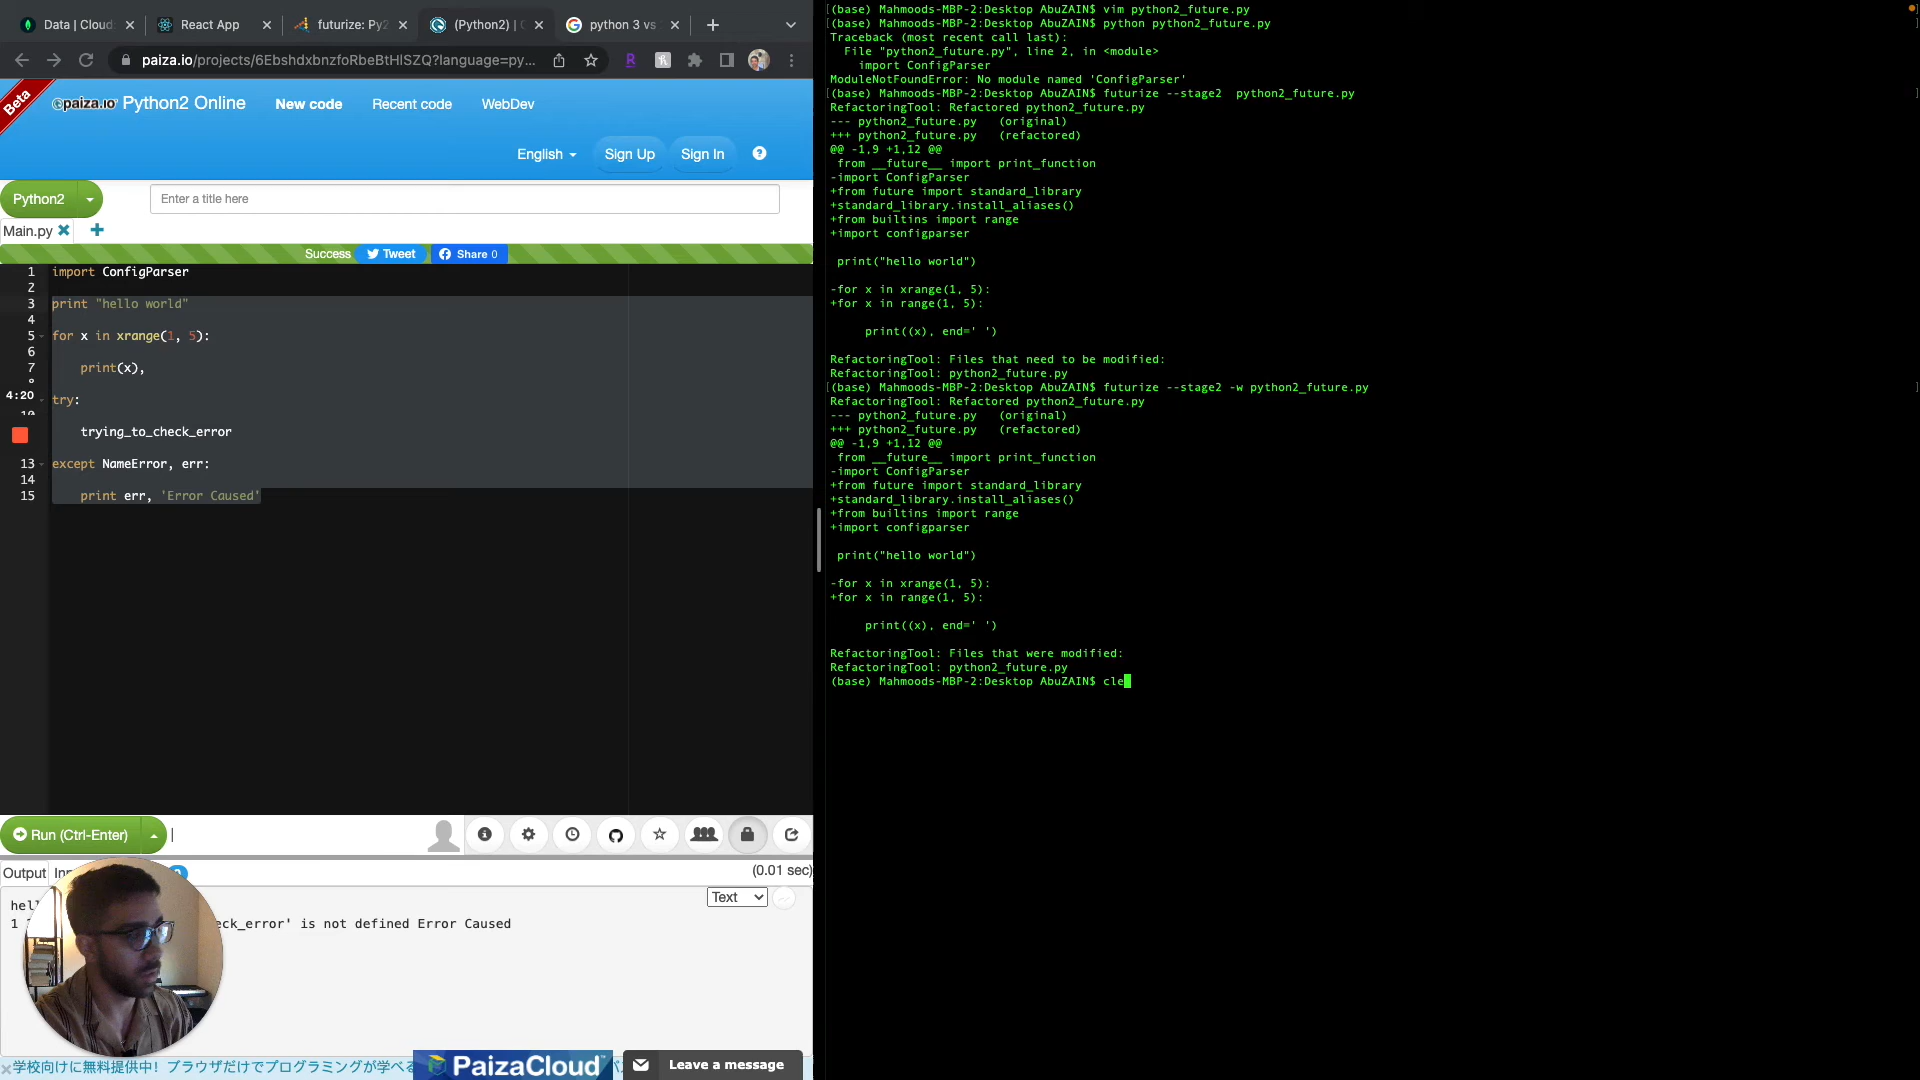 Data | Cloud:
React App
futurize: Py2
(Python2) | C
python 3 vs
paiza.io/projects/6EbshdxbnzfoRbeBtHlSZQ?language=py...
Beta
paiza.io Python2 Online
New code
Recent code
WebDev
English
Sign Up
Sign In
Python2
Enter a title here
Main.py
Success
Tweet
Share 0
1 import ConfigParser
2
3 print "hello world"
4
5 for x in xrange(1, 5):
6
7 print(x),
4:20
try:
trying_to_check_error
13 except NameError, err:
14
15 print err, 'Error Caused'
Run (Ctrl-Enter)
Output
(0.01 sec)
Text
1
eck_error' is not defined Error Caused
学校向けに無料提供中! ブラウザだけでプログラミングが学べる
PaizaCloud
Leave a message
(base) Mahmoods-MBP-2:Desktop AbuZAIN$ vim python2_future.py
(base) Mahmoods-MBP-2:Desktop AbuZAIN$ python python2_future.py
Traceback (most recent call last):
File "python2_future.py", line 2, in <module>
import ConfigParser
ModuleNotFoundError: No module named 'ConfigParser'
(base) Mahmoods-MBP-2:Desktop AbuZAIN$ futurize --stage2  python2_future.py
RefactoringTool: Refactored python2_future.py
--- python2_future.py   (original)
+++ python2_future.py   (refactored)
@@ -1,9 +1,12 @@
from __future__ import print_function
-import ConfigParser
+from future import standard_library
+standard_library.install_aliases()
+from builtins import range
+import configparser
print("hello world")
-for x in xrange(1, 5):
+for x in range(1, 5):
print((x), end=' ')
RefactoringTool: Files that need to be modified:
RefactoringTool: python2_future.py
(base) Mahmoods-MBP-2:Desktop AbuZAIN$ futurize --stage2 -w python2_future.py
RefactoringTool: Refactored python2_future.py
--- python2_future.py   (original)
+++ python2_future.py   (refactored)
@@ -1,9 +1,12 @@
from __future__ import print_function
-import ConfigParser
+from future import standard_library
+standard_library.install_aliases()
+from builtins import range
+import configparser
print("hello world")
-for x in xrange(1, 5):
+for x in range(1, 5):
print((x), end=' ')
RefactoringTool: Files that were modified:
RefactoringTool: python2_future.py
(base) Mahmoods-MBP-2:Desktop AbuZAIN$ cle